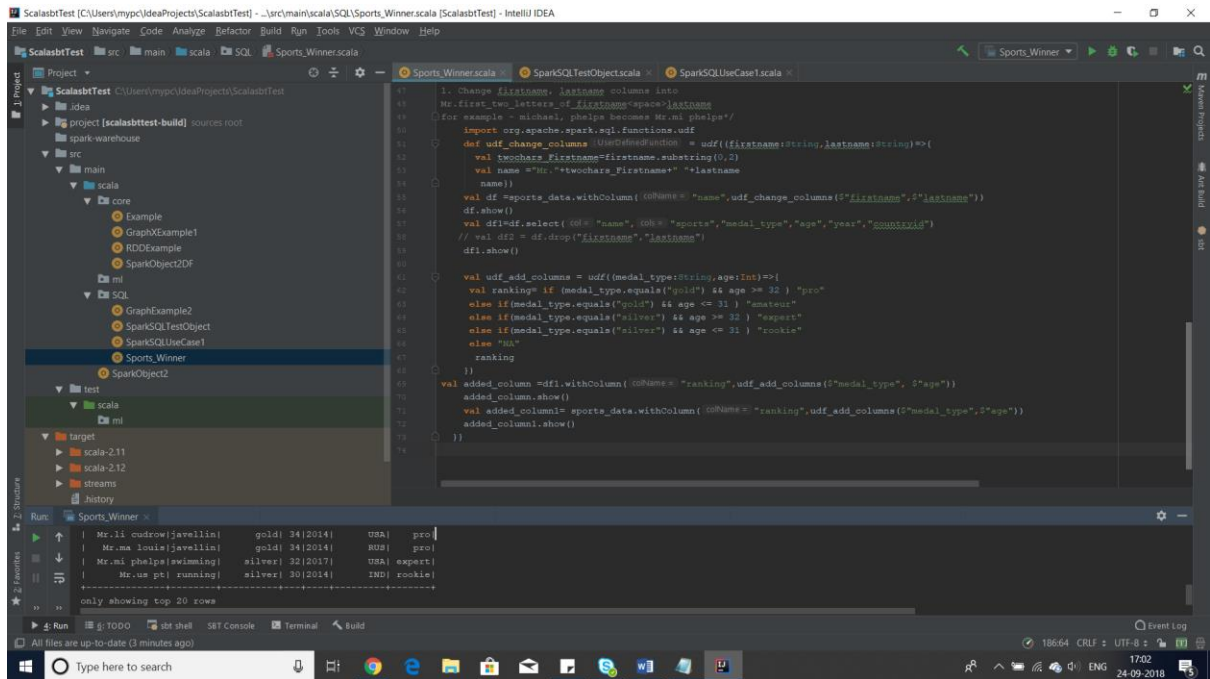 ScalasbtTest [C:\Users\mypc\IdeaProjects\ScalasbtTest] - ...\src\main\scala\SQL\Sports_Winner.scala [ScalasbtTest] - IntelliJ IDEA
File Edit View Navigate Code Analyze Refactor Build Run Tools VCS Window Help
ScalasbtTest src main scala SQL Sports_Winner.scala
Sports_Winner
Project
Sports_Winner.scala SparkSQLTestObject.scala SparkSQLUseCase1.scala
ScalasbtTest C:\Users\mypc\IdeaProjects\ScalasbtTest
.idea
project [scalasbttest-build] sources root
spark-warehouse
src
main
scala
core
Example
GraphXExample1
RDDExample
SparkObject2DF
ml
SQL
GraphExample2
SparkSQLTestObject
SparkSQLUseCase1
Sports_Winner
SparkObject2
test
scala
ml
target
scala-2.11
scala-2.12
streams
.history
1. Change firstname, lastname columns into
Mr.first_two_letters_of_firstname<space>lastname
for example - michael, phelps becomes Mr.mi phelps*/
import org.apache.spark.sql.functions.udf
def udf_change_columns : UserDefinedFunction = udf((firstname:String,lastname:String)=>{
val twochars_Firstname=firstname.substring(0,2)
val name ="Mr."+twochars_Firstname+" "+lastname
name})
val df =sports_data.withColumn( colName = "name",udf_change_columns($"firstname",$"lastname"))
df.show()
val df1=df.select( col = "name", cols = "sports","medal_type","age","year","countryid")
// val df2 = df.drop("firstname","lastname")
df1.show()
val udf_add_columns = udf((medal_type:String,age:Int)=>{
val ranking= if (medal_type.equals("gold") && age >= 32 ) "pro"
else if(medal_type.equals("gold") && age <= 31 ) "amateur"
else if(medal_type.equals("silver") && age >= 32 ) "expert"
else if(medal_type.equals("silver") && age <= 31 ) "rookie"
else "NA"
ranking
})
val added_column =df1.withColumn( colName = "ranking",udf_add_columns($"medal_type", $"age"))
added_column.show()
val added_column1= sports_data.withColumn( colName = "ranking",udf_add_columns($"medal_type",$"age"))
added_column1.show()
}}
1: Project
Maven Projects
Ant Build
sbt
Z: Structure
2: Favorites
Run: Sports_Winner
| Mr.li cudrow|javellin| gold| 34|2014| USA| pro|
| Mr.ma louis|javellin| gold| 34|2014| RUS| pro|
| Mr.mi phelps|swimming| silver| 32|2017| USA| expert|
| Mr.us pt| running| silver| 30|2014| IND| rookie|
+-------------+--------+----------+---+----+---------+-------+
only showing top 20 rows
4: Run 6: TODO sbt shell SBT Console Terminal Build Event Log
All files are up-to-date (3 minutes ago) 186:64 CRLF UTF-8
Type here to search
ENG 17:02
24-09-2018